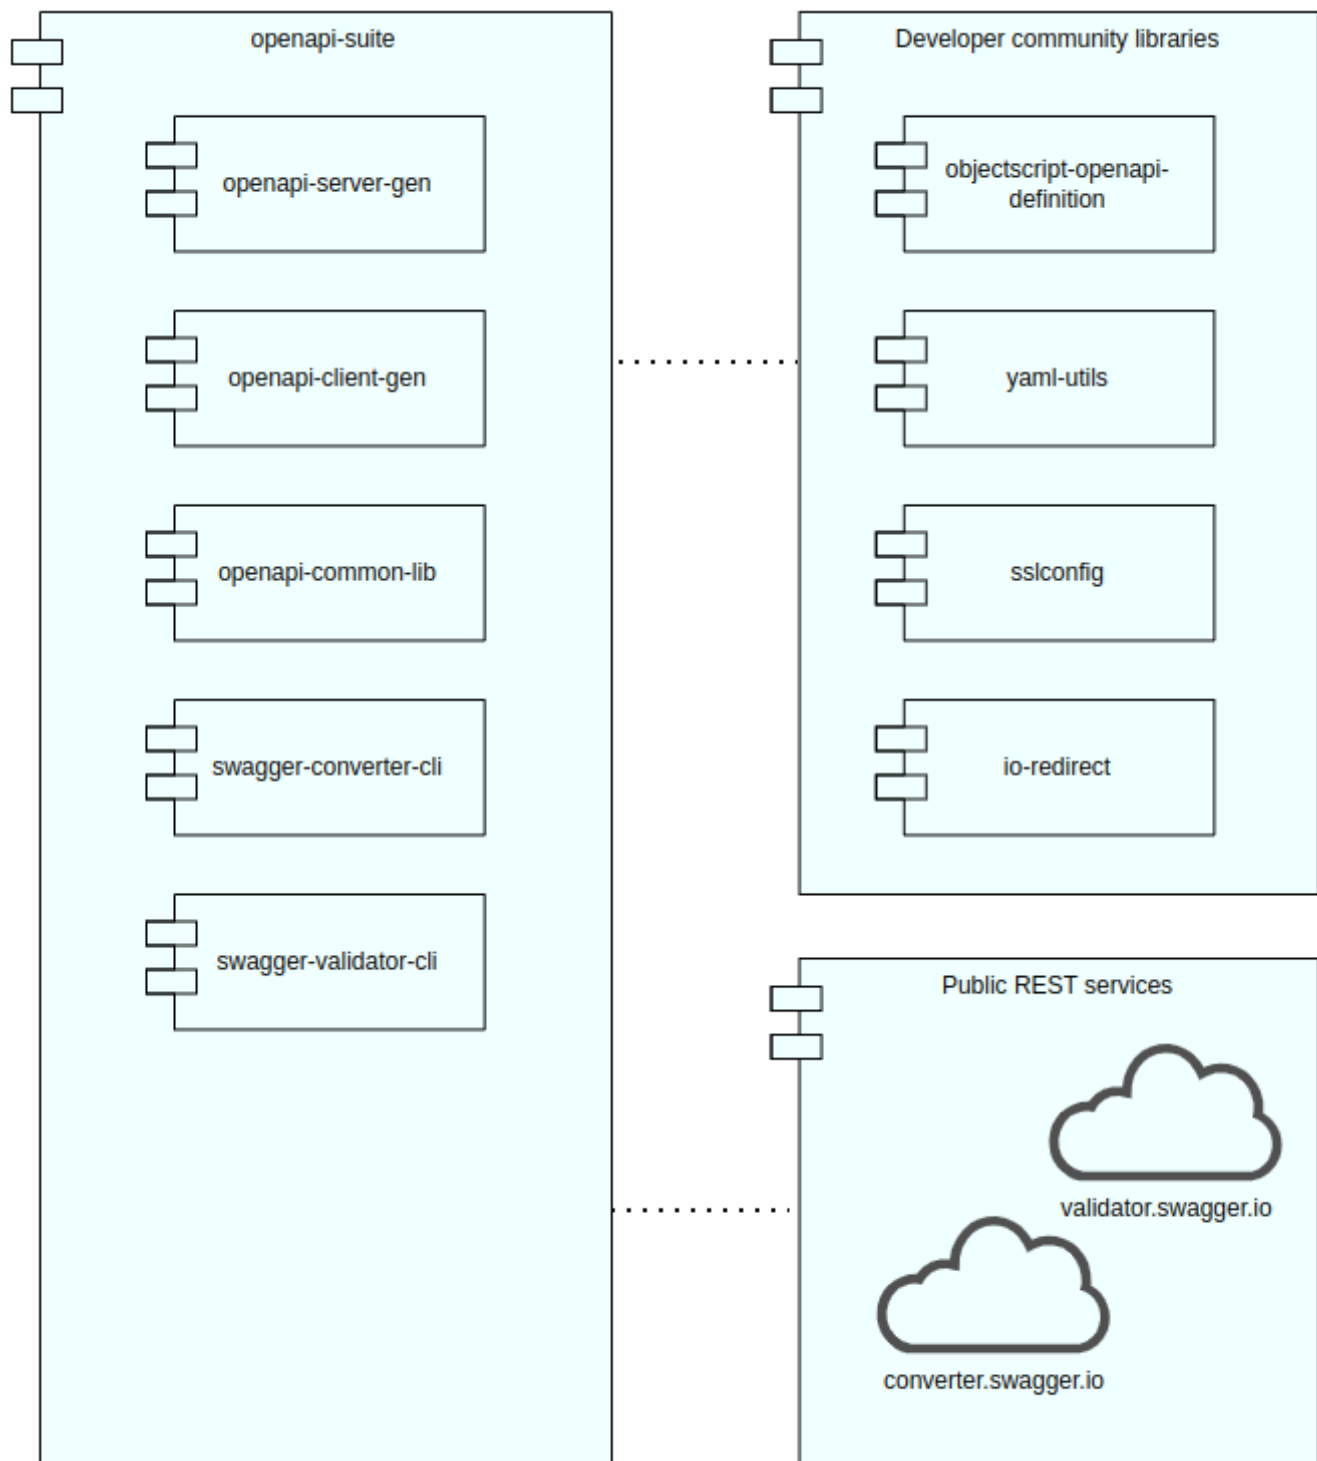 openapi-suite
openapi-server-gen
openapi-client-gen
openapi-common-lib
swagger-converter-cli
swagger-validator-cli
Developer community libraries
objectscript-openapi-
definition
yaml-utils
sslconfig
io-redirect
Public REST services
validator.swagger.io
converter.swagger.io